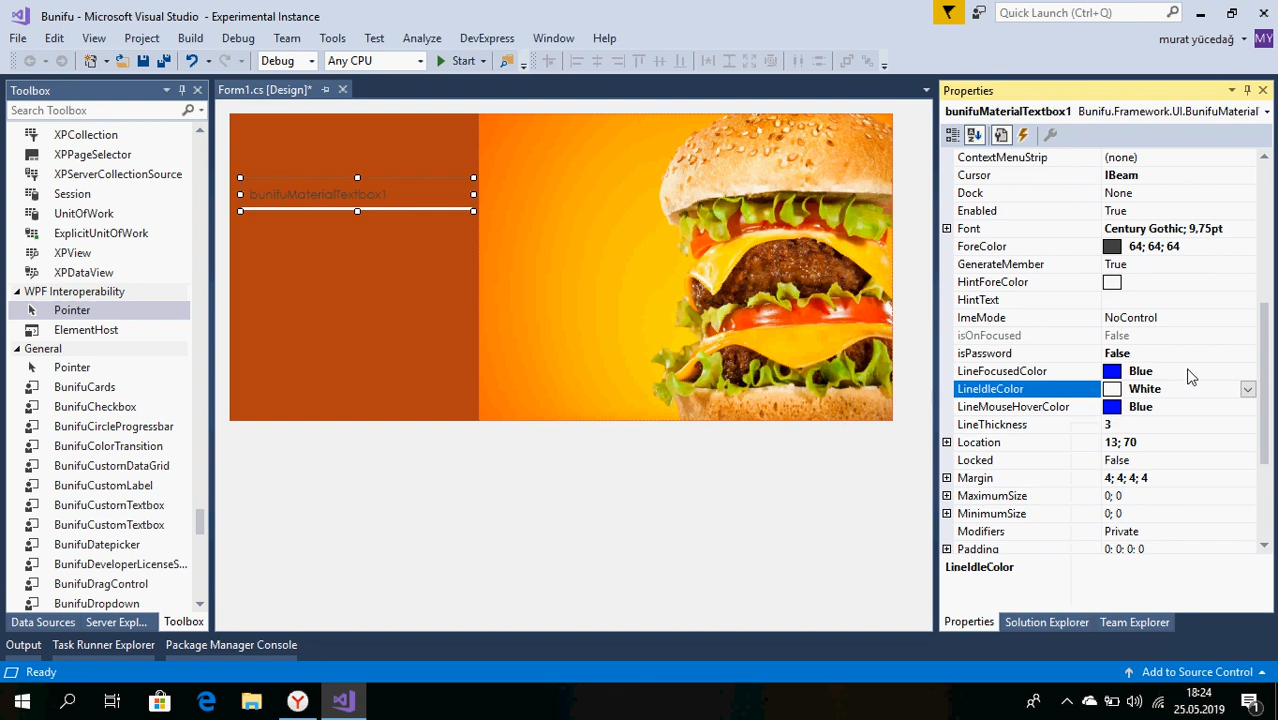 Bunifu - Microsoft Visual Studio - Experimental Instance
Quick Launch (Ctrl+Q)
File Edit View Project Build Debug Team Tools Test Analyze DevExpress Window Help
murat yücedağ MY
Debug Any CPU Start
Toolbox
Form1.cs [Design]*
Properties
Search Toolbox
bunifuMaterialTextbox1 Bunifu.Framework.UI.BunifuMaterial
XPCollection
XPPageSelector
XPServerCollectionSource
Session
UnitOfWork
ExplicitUnitOfWork
XPView
XPDataView
WPF Interoperability
Pointer
ElementHost
General
Pointer
BunifuCards
BunifuCheckbox
BunifuCircleProgressbar
BunifuColorTransition
BunifuCustomDataGrid
BunifuCustomLabel
BunifuCustomTextbox
BunifuCustomTextbox
BunifuDatepicker
BunifuDeveloperLicenseS...
BunifuDragControl
BunifuDropdown
bunifuMaterialTextbox1
ContextMenuStrip (none)
Cursor IBeam
Dock None
Enabled True
Font Century Gothic; 9,75pt
ForeColor 64; 64; 64
GenerateMember True
HintForeColor
HintText
ImeMode NoControl
isOnFocused False
isPassword False
LineFocusedColor Blue
LineIdleColor White
LineMouseHoverColor Blue
LineThickness 3
Location 13; 70
Locked False
Margin 4; 4; 4; 4
MaximumSize 0; 0
MinimumSize 0; 0
Modifiers Private
Padding 0; 0; 0; 0
LineIdleColor
Data Sources Server Expl... Toolbox
Properties Solution Explorer Team Explorer
Output Task Runner Explorer Package Manager Console
Ready
Add to Source Control
18:24
25.05.2019
1